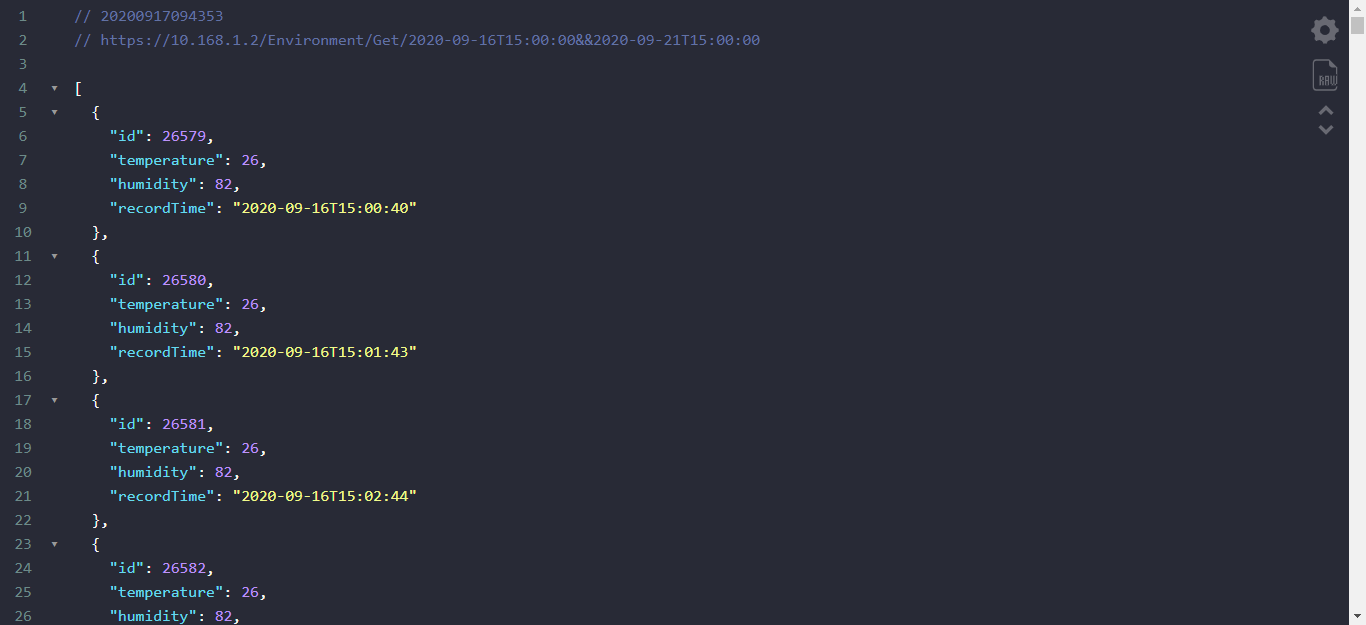 1 // 20200917094353
2 // https://10.168.1.2/Environment/Get/2020-09-16T15:00:00&&2020-09-21T15:00:00
3
4 [
5 {
6 "id": 26579,
7 "temperature": 26,
8 "humidity": 82,
9 "recordTime": "2020-09-16T15:00:40"
10 },
11 {
12 "id": 26580,
13 "temperature": 26,
14 "humidity": 82,
15 "recordTime": "2020-09-16T15:01:43"
16 },
17 {
18 "id": 26581,
19 "temperature": 26,
20 "humidity": 82,
21 "recordTime": "2020-09-16T15:02:44"
22 },
23 {
24 "id": 26582,
25 "temperature": 26,
26 "humidity": 82,
RAW